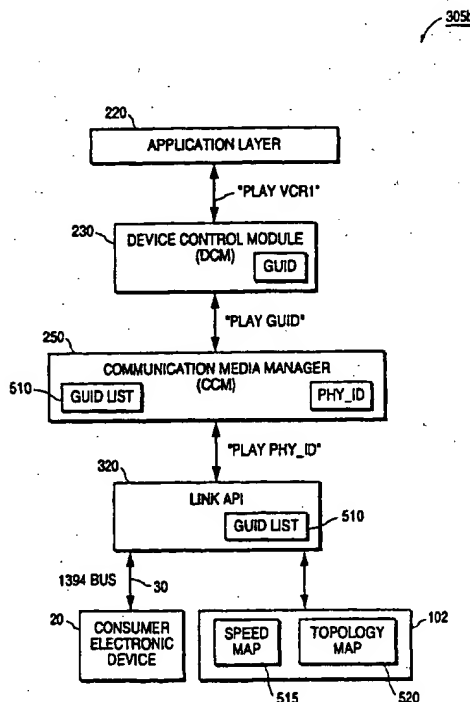 305b
220
APPLICATION LAYER
"PLAY VCR1"
230
DEVICE CONTROL MODULE
(DCM)
GUID
"PLAY GUID"
250
COMMUNICATION MEDIA MANAGER
(CCM)
510
GUID LIST
PHY_ID
"PLAY PHY_ID"
320
LINK API
GUID LIST
510
1394 BUS
30
20
CONSUMER
ELECTRONIC
DEVICE
102
SPEED
MAP
TOPOLOGY
MAP
515
520